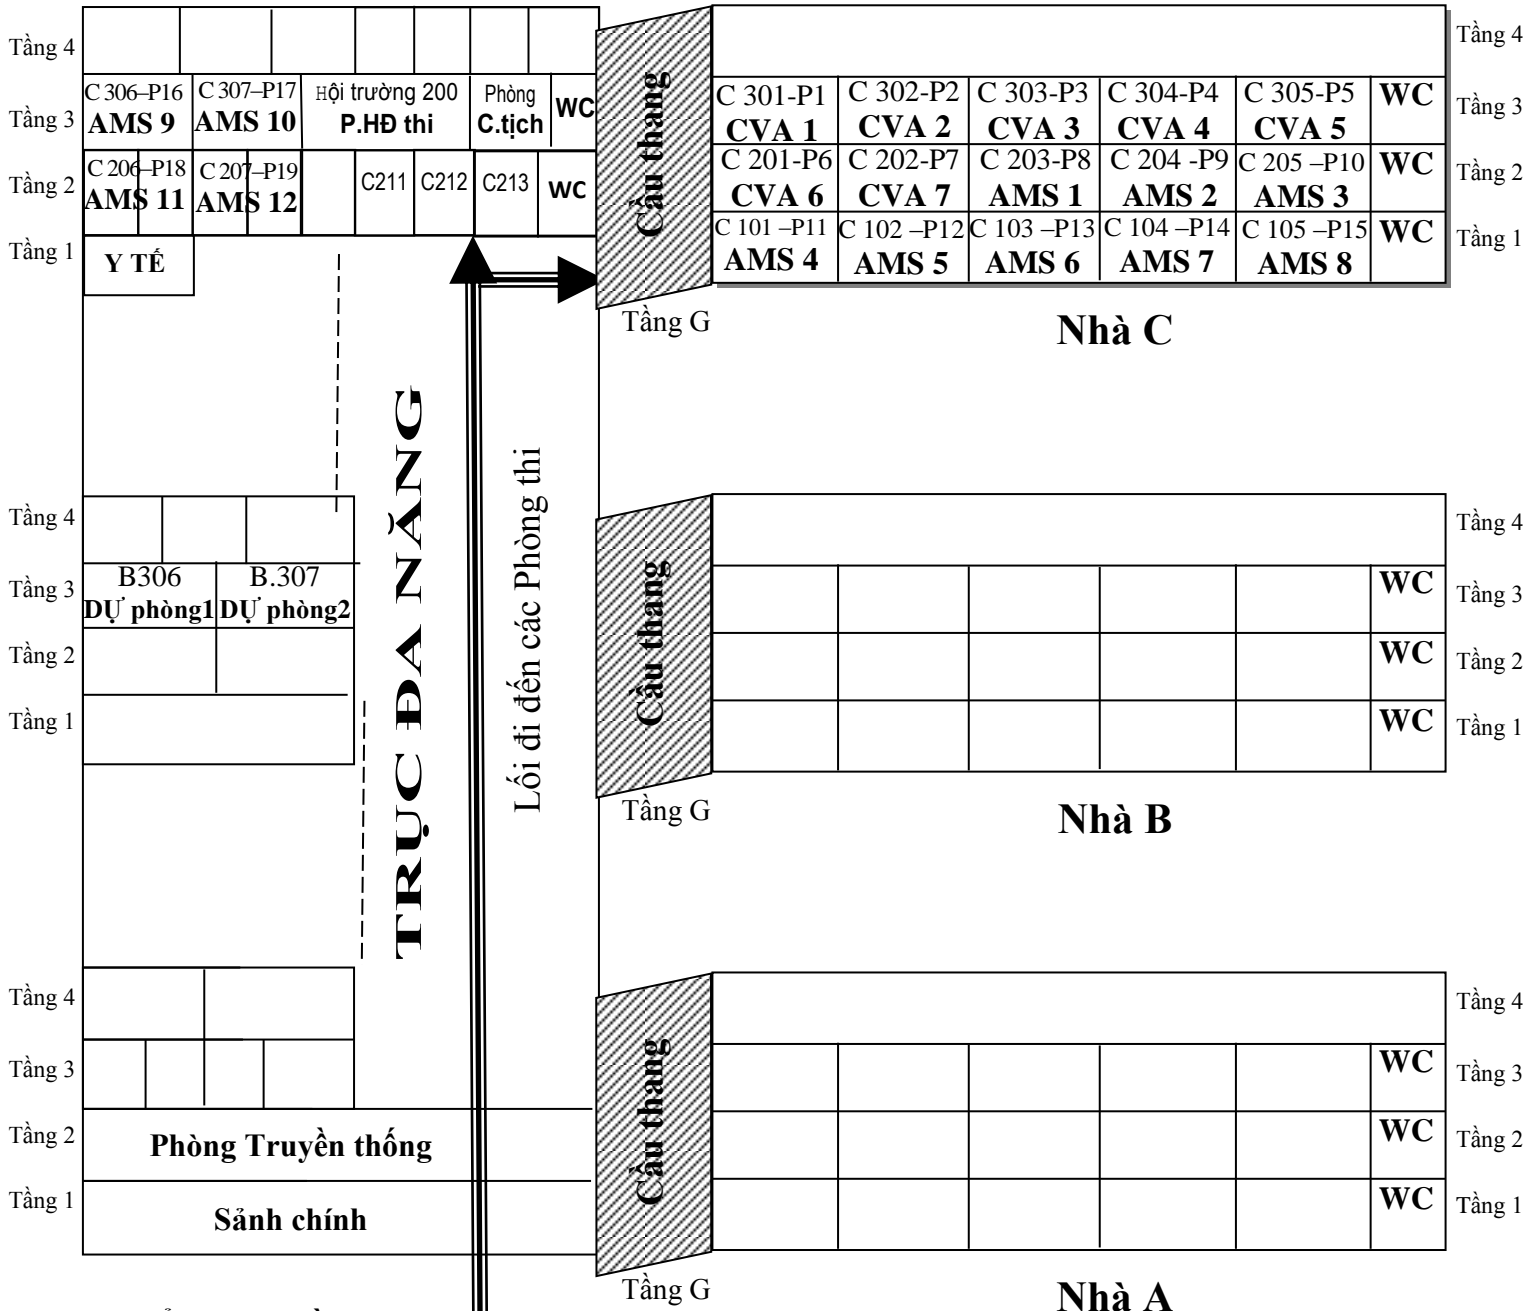 Tầng 4
Tầng 4
C 306–P16 C 307–P17 Hội trường 200 Phòng WC
AMS 9 AMS 10 P.HĐ thi C.tịch
Tầng 3
C 301-P1 C 302-P2 C 303-P3 C 304-P4 C 305-P5 WC
CVA 1 CVA 2 CVA 3 CVA 4 CVA 5
Tầng 3
C 206–P18 C 207–P19 C211 C212 C213 WC
AMS 11 AMS 12
Tầng 2
C 201-P6 C 202-P7 C 203-P8 C 204 -P9 C 205 –P10 WC
CVA 6 CVA 7 AMS 1 AMS 2 AMS 3
Tầng 2
Tầng 1
Y TẾ
C 101 –P11 C 102 –P12 C 103 –P13 C 104 –P14 C 105 –P15 WC
AMS 4 AMS 5 AMS 6 AMS 7 AMS 8
Tầng 1
Cầu thang
Tầng G
Nhà C
TRỤC ĐA NĂNG
Lối đi đến các Phòng thi
Tầng 4
Tầng 4
Tầng 3
B306 B.307
DỰ phòng1 DỰ phòng2
WC
Tầng 3
Tầng 2
WC
Tầng 2
Tầng 1
WC
Tầng 1
Cầu thang
Tầng G
Nhà B
Tầng 4
Tầng 4
Tầng 3
WC
Tầng 3
Tầng 2
Phòng Truyền thống
WC
Tầng 2
Tầng 1
Sảnh chính
WC
Tầng 1
Cầu thang
Tầng G
Nhà A